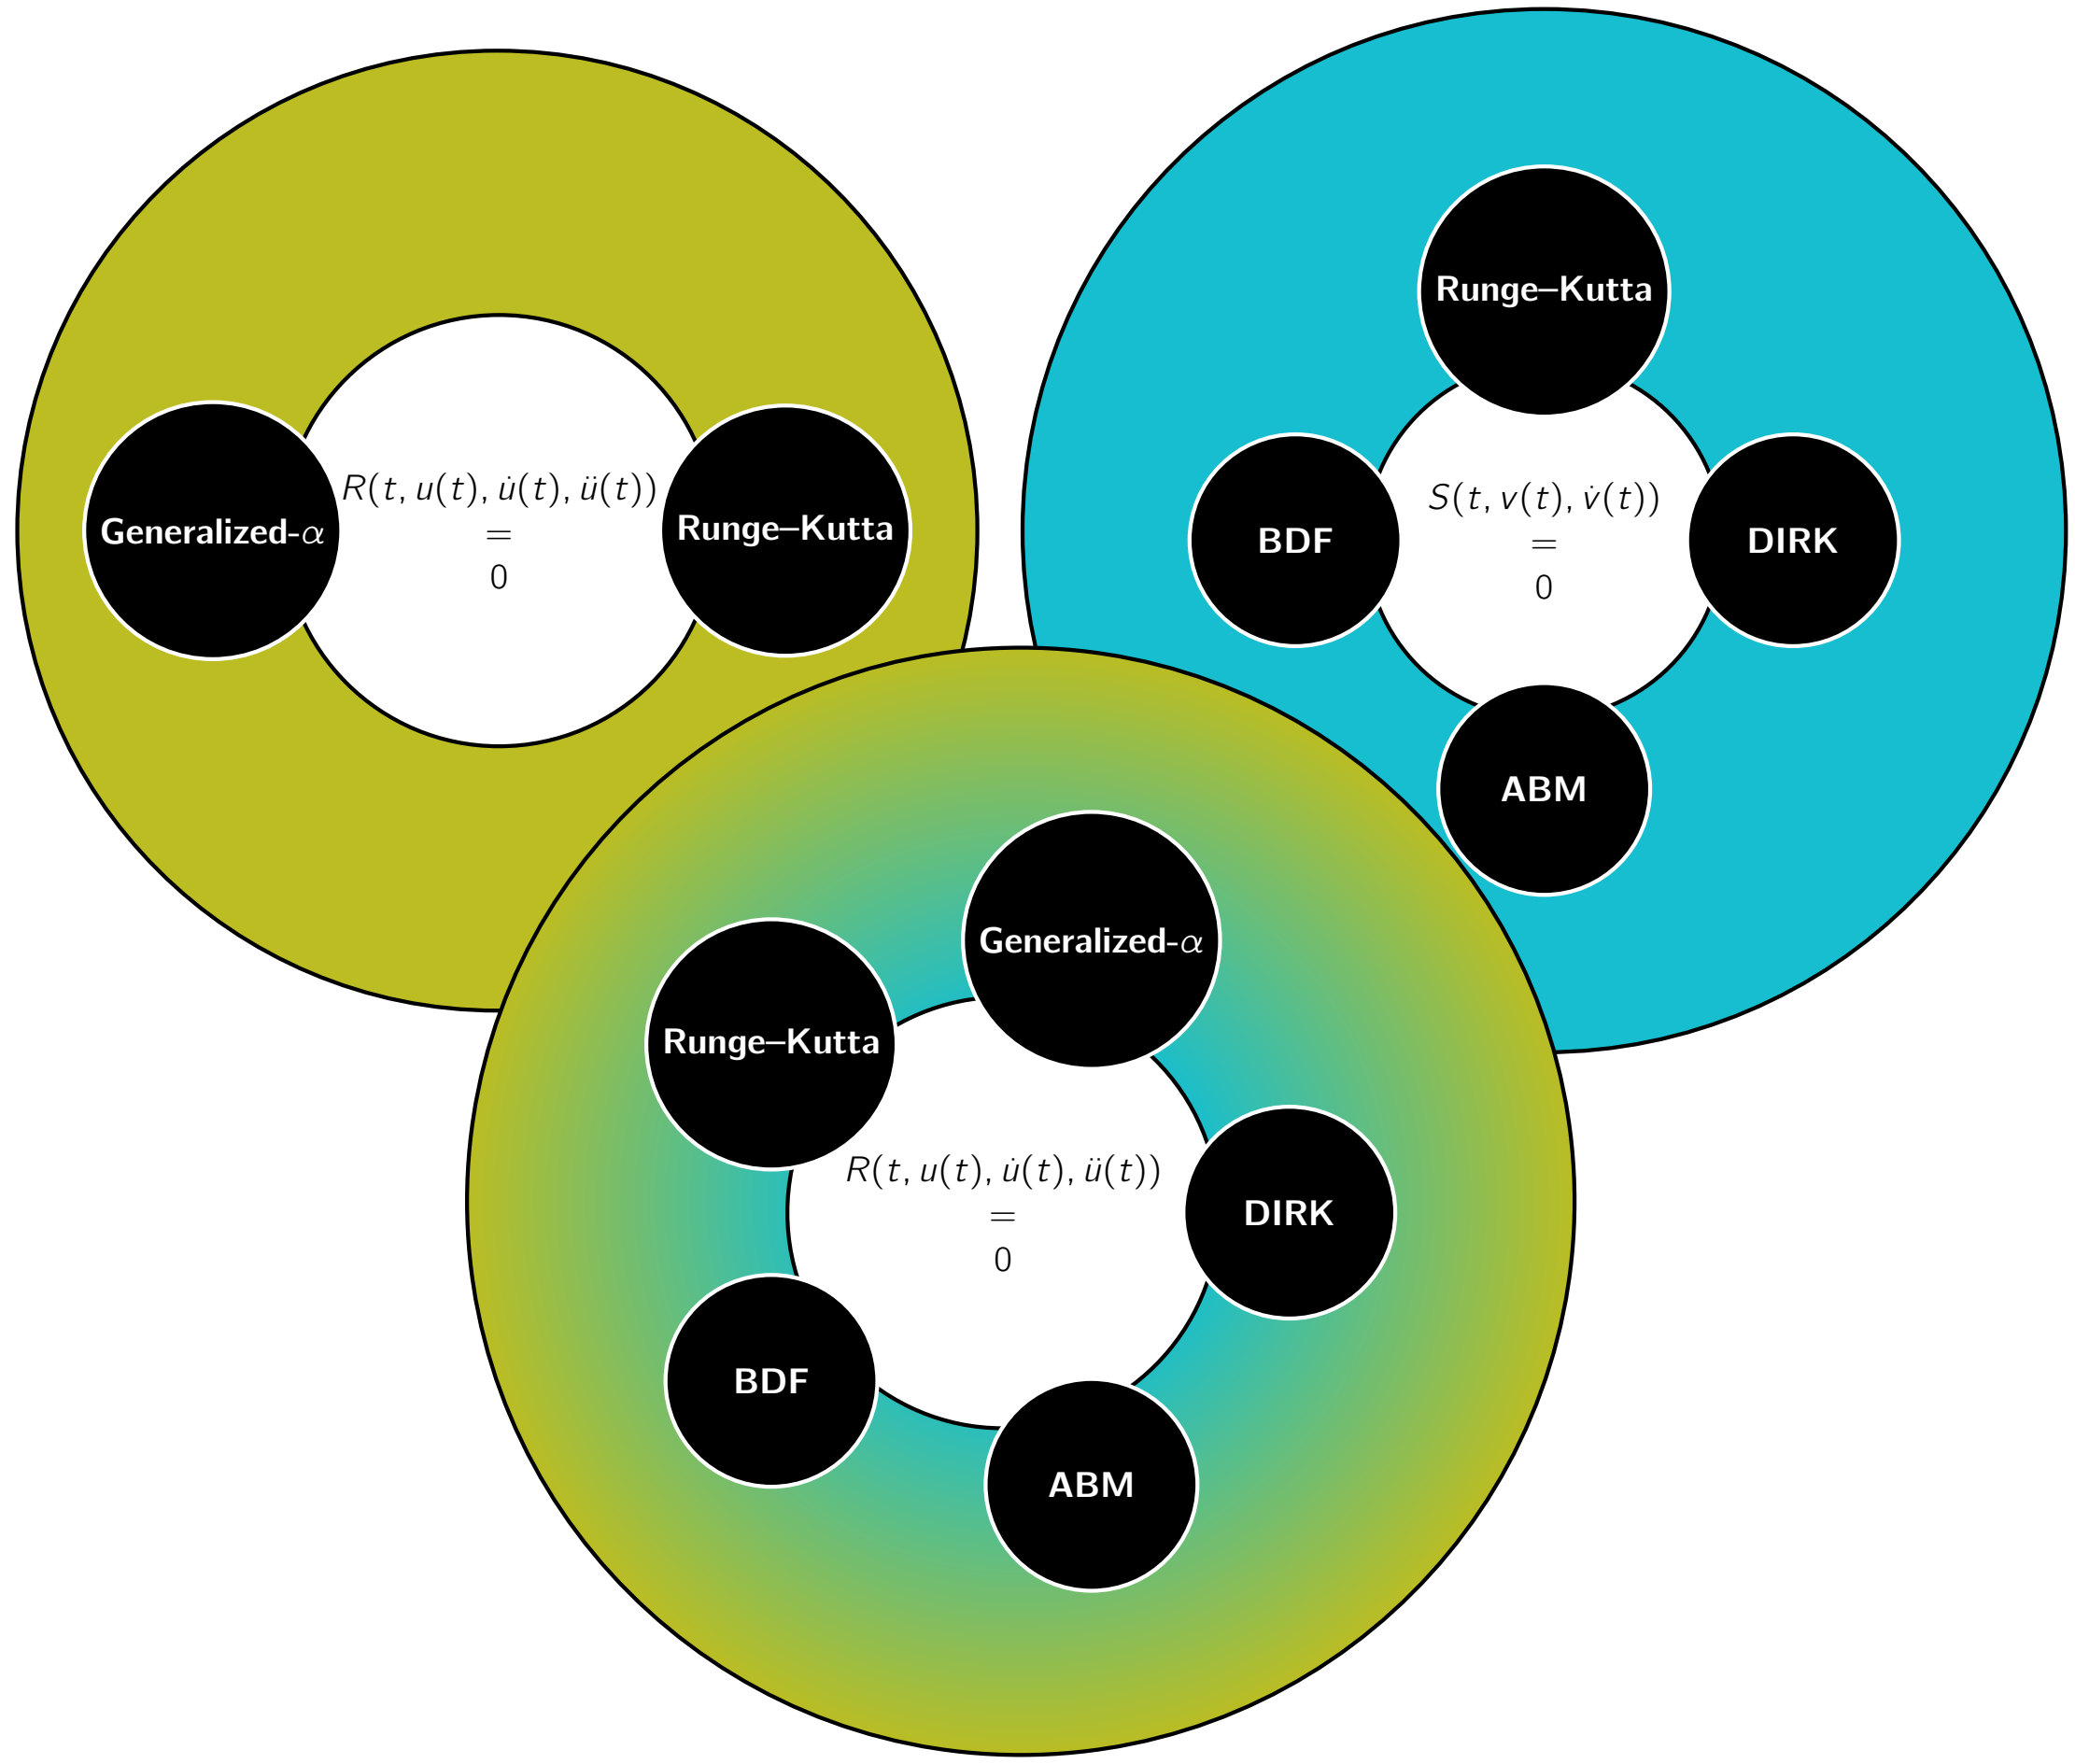 Generalized-α
R(t, u(t), u̇(t), ü(t))
=
0
Runge–Kutta
Runge–Kutta
BDF
S(t, v(t), v̇(t))
=
0
DIRK
ABM
Generalized-α
Runge–Kutta
R(t, u(t), u̇(t), ü(t))
=
0
DIRK
BDF
ABM